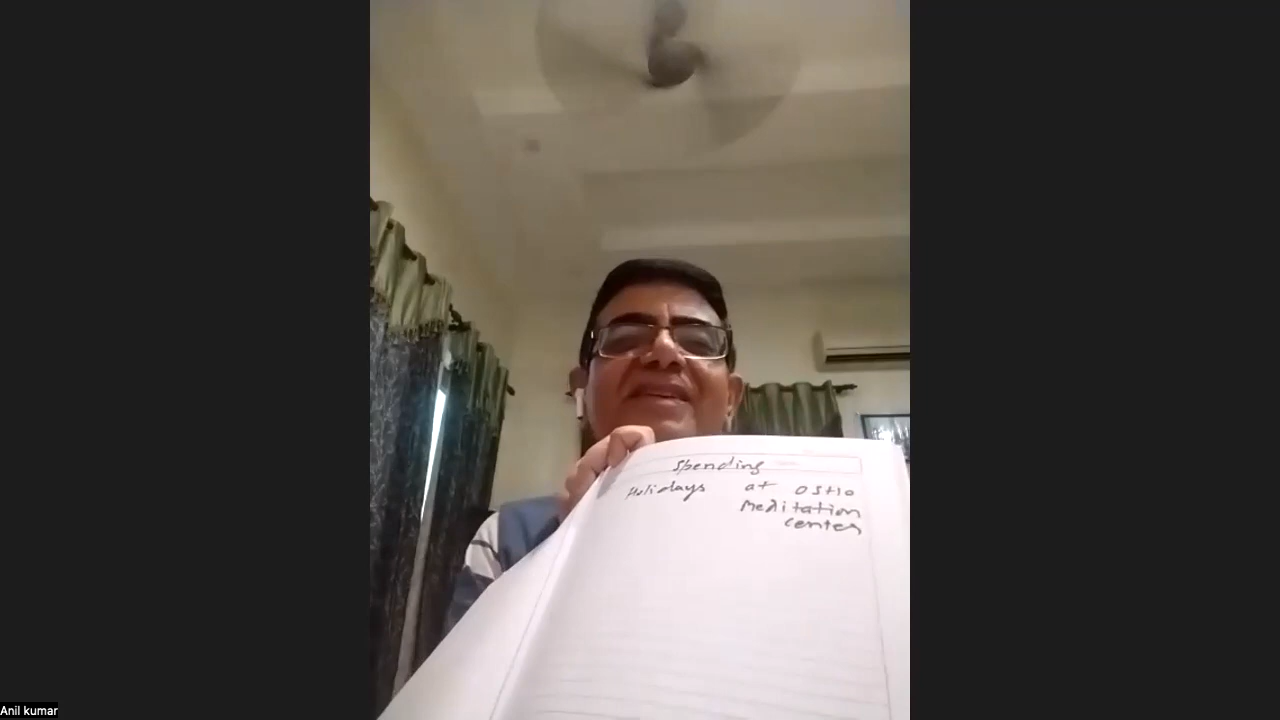 Spending
Holidays at OSHO
Meditation
center
Anil kumar